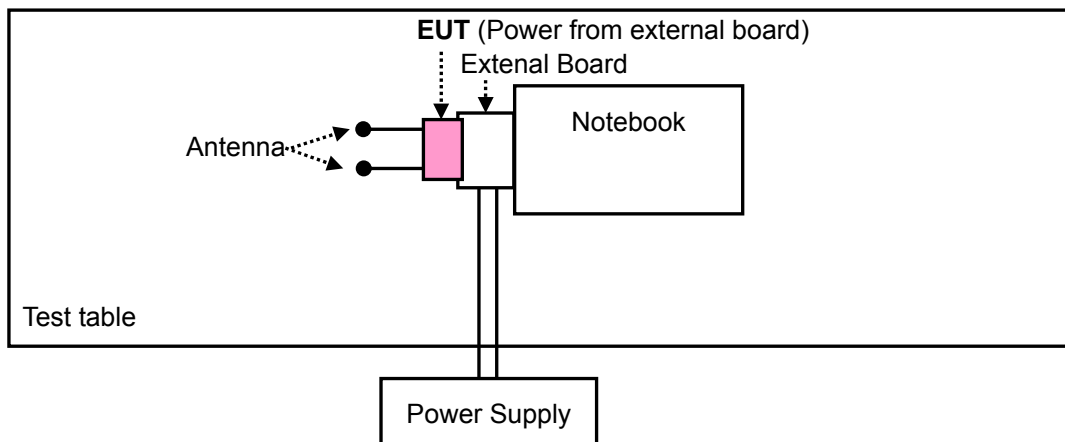 EUT (Power from external board)
Extenal Board
Notebook
Antenna
Test table
Power Supply